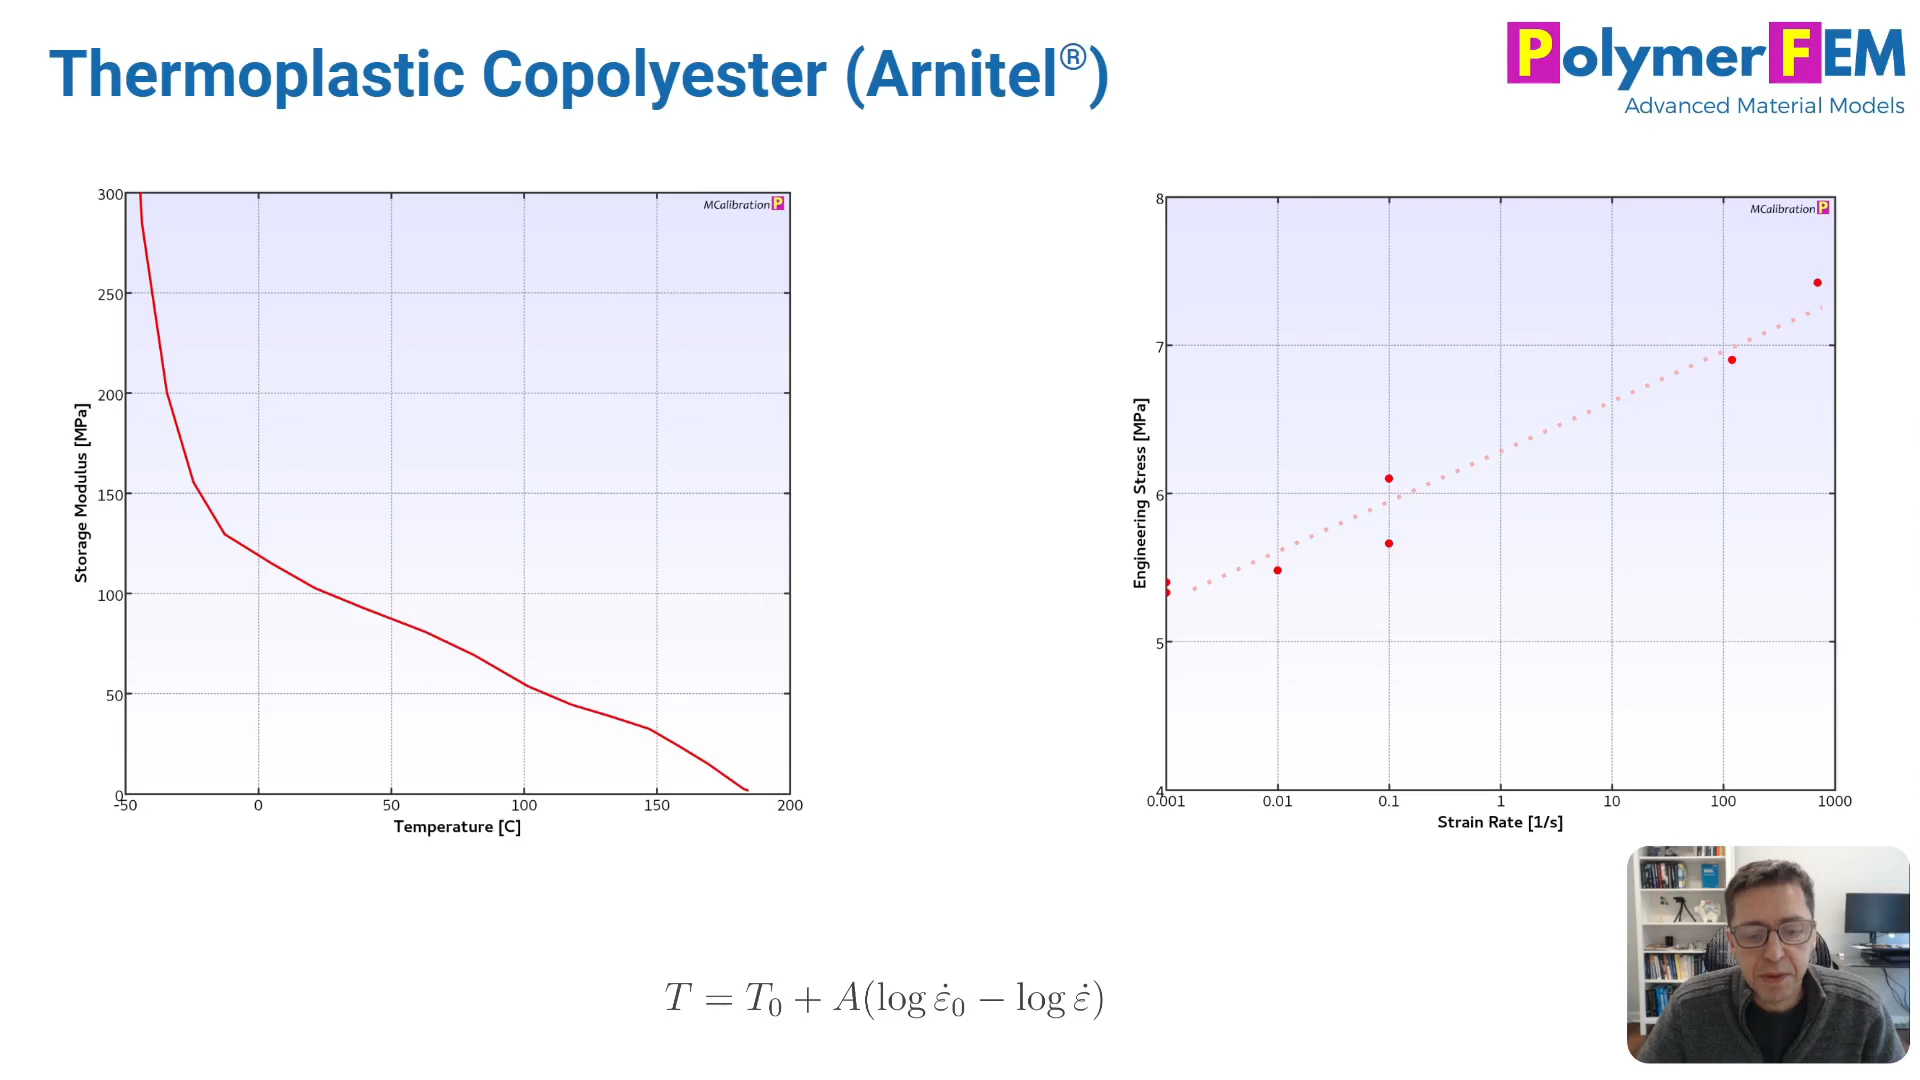 Thermoplastic Copolyester (Arnitel®)
PolymerFEM
Advanced Material Models
MCalibration P
300
250
200
150
100
50
0
Storage Modulus [MPa]
-50 0 50 100 150 200
Temperature [C]
MCalibration P
8
7
6
5
4
Engineering Stress [MPa]
0.001 0.01 0.1 1 10 100 1000
Strain Rate [1/s]
T = T₀ + A(log ε̇₀ − log ε̇)